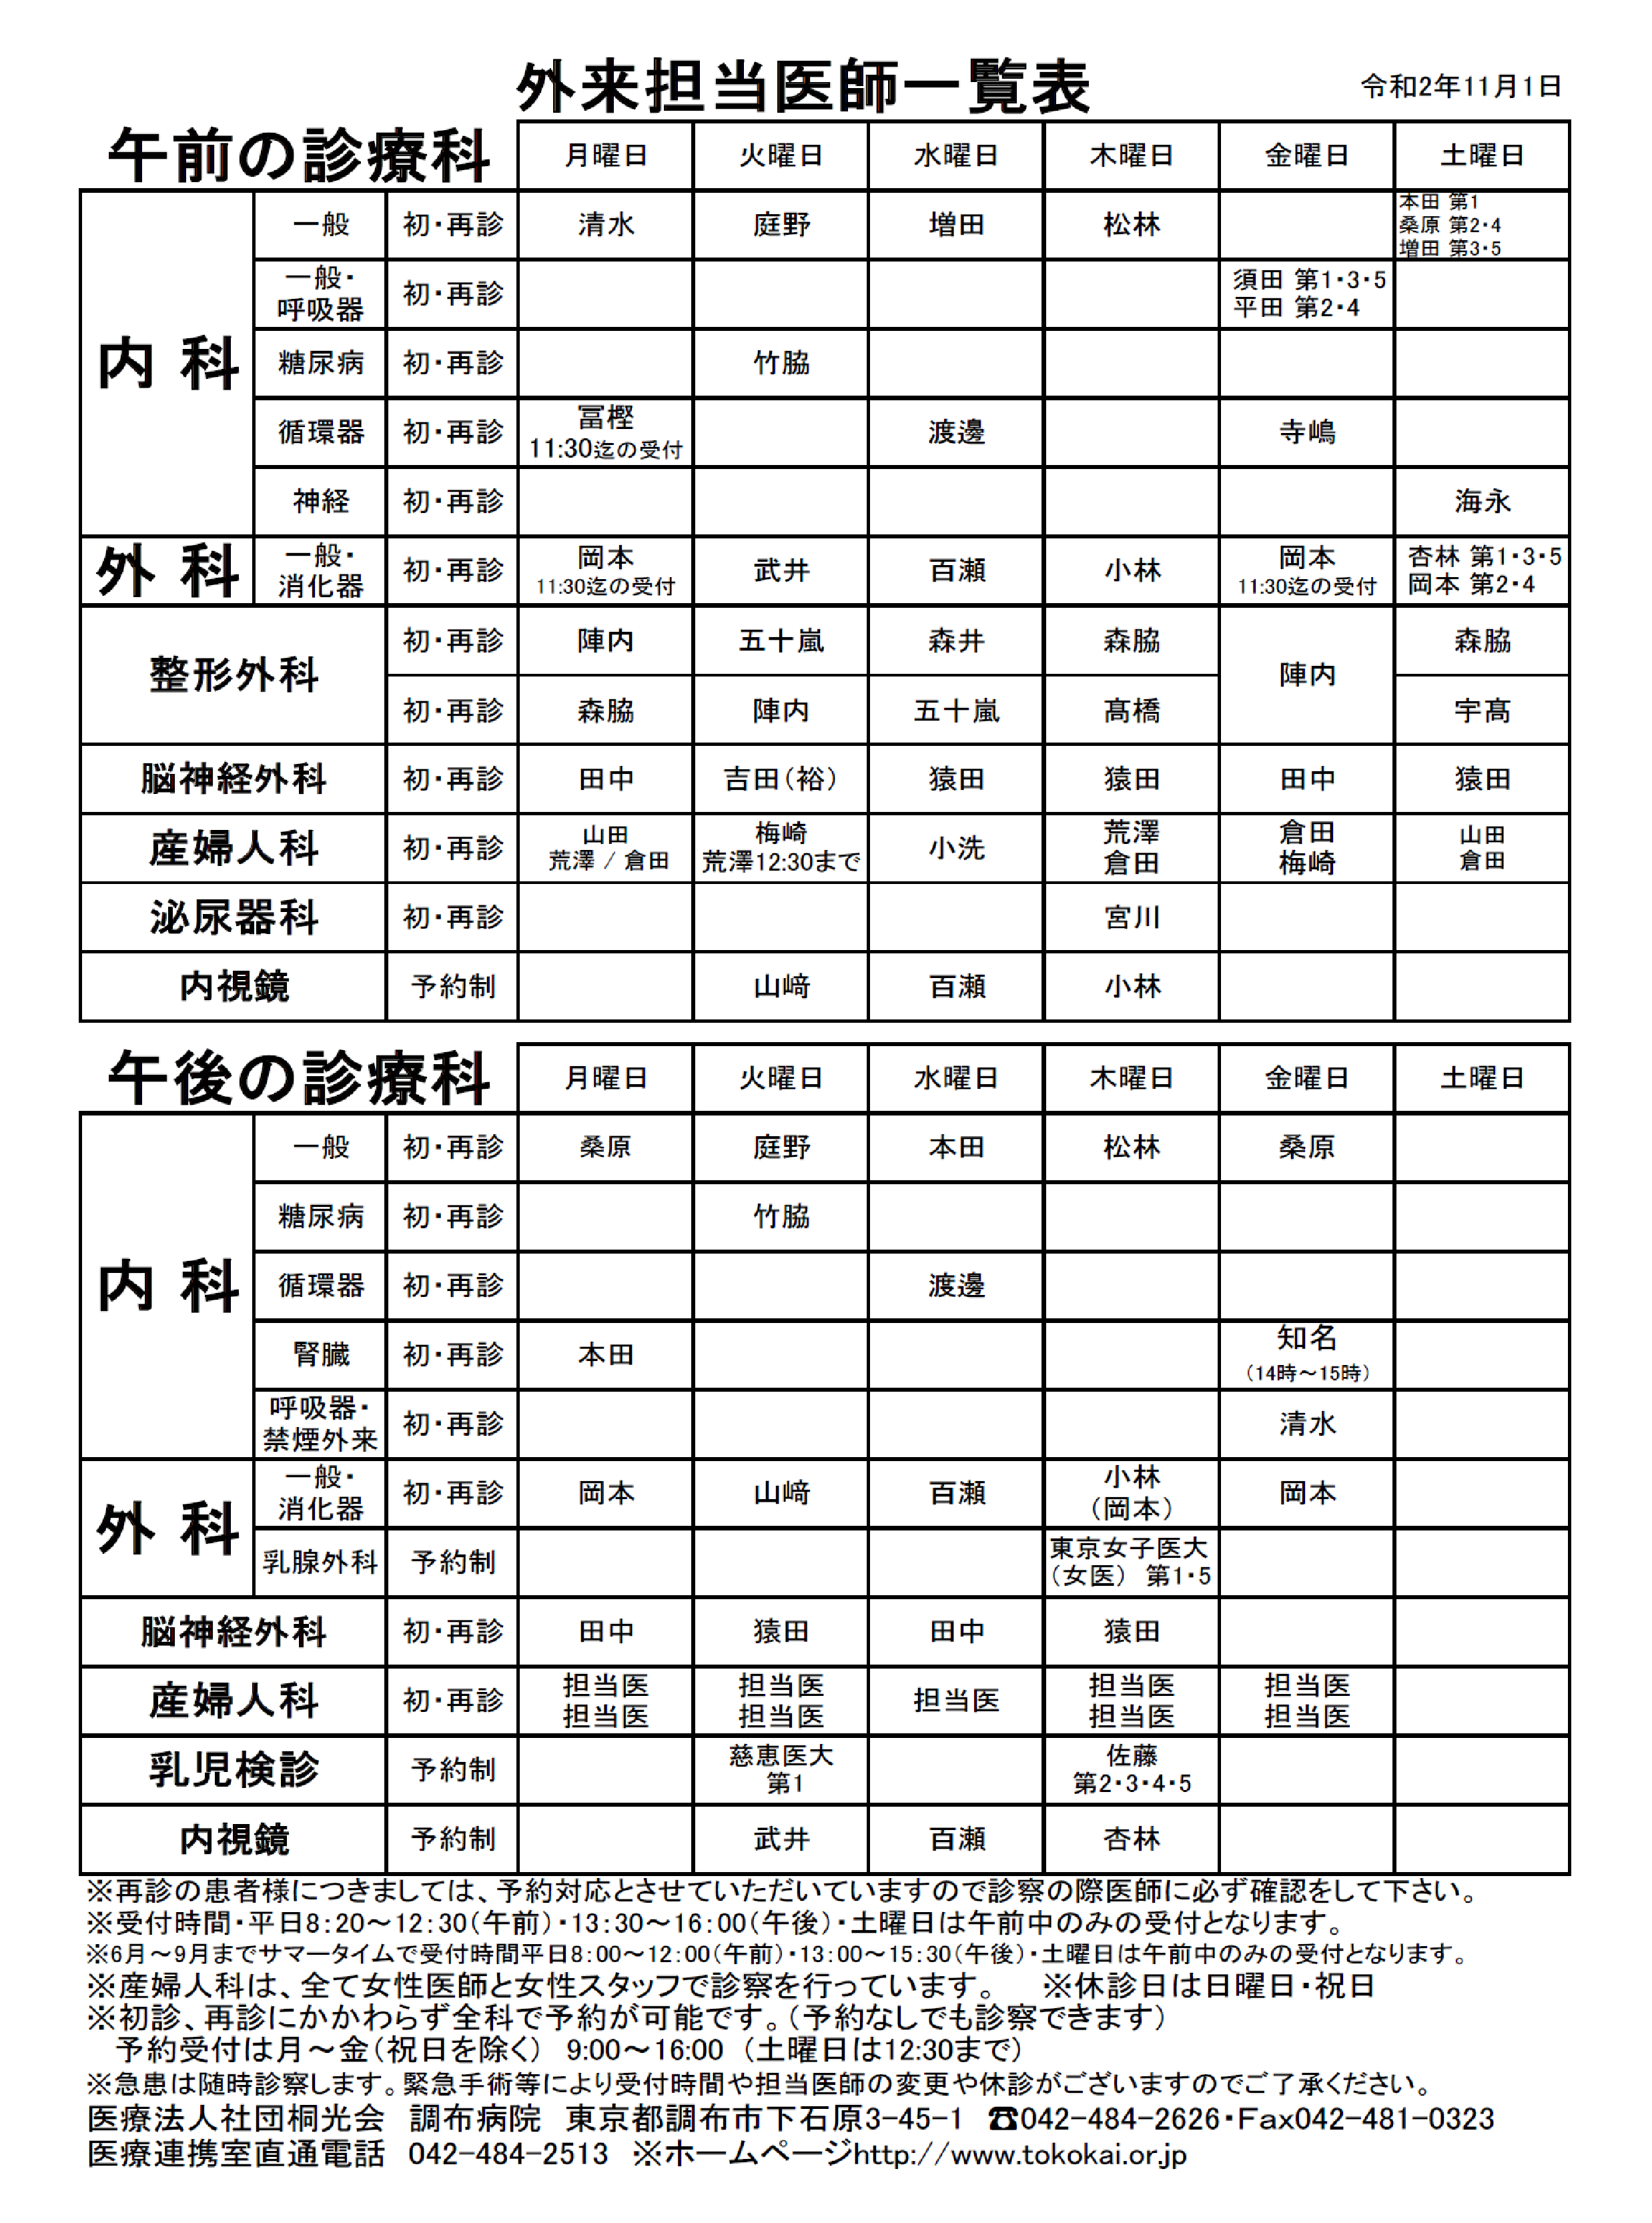 外来担当医師一覧表
令和2年11月1日
午前の診療科 月曜日 火曜日 水曜日 木曜日 金曜日 土曜日
内 科
一般 初・再診 清水 庭野 増田 松林
本田 第1
桑原 第2・4
増田 第3・5
一般・
呼吸器
初・再診
須田 第1・3・5
平田 第2・4
糖尿病 初・再診 竹脇
循環器 初・再診
冨樫
11:30迄の受付
渡邊 寺嶋
神経 初・再診 海永
外 科
一般・
消化器
初・再診
岡本
11:30迄の受付
武井 百瀬 小林
岡本
11:30迄の受付
杏林 第1・3・5
岡本 第2・4
整形外科
初・再診 陣内 五十嵐 森井 森脇 陣内 森脇
初・再診 森脇 陣内 五十嵐 髙橋 宇髙
脳神経外科 初・再診 田中 吉田(裕) 猿田 猿田 田中 猿田
産婦人科 初・再診
山田
荒澤 / 倉田
梅崎
荒澤12:30まで
小洗
荒澤
倉田
倉田
梅崎
山田
倉田
泌尿器科 初・再診 宮川
内視鏡 予約制 山﨑 百瀬 小林
午後の診療科 月曜日 火曜日 水曜日 木曜日 金曜日 土曜日
内 科
一般 初・再診 桑原 庭野 本田 松林 桑原
糖尿病 初・再診 竹脇
循環器 初・再診 渡邊
腎臓 初・再診 本田
知名
(14時～15時)
呼吸器・
禁煙外来
初・再診 清水
外 科
一般・
消化器
初・再診 岡本 山﨑 百瀬
小林
(岡本)
岡本
乳腺外科 予約制
東京女子医大
(女医) 第1・5
脳神経外科 初・再診 田中 猿田 田中 猿田
産婦人科 初・再診
担当医
担当医
担当医
担当医
担当医
担当医
担当医
担当医
担当医
乳児検診 予約制
慈恵医大
第1
佐藤
第2・3・4・5
内視鏡 予約制 武井 百瀬 杏林
※再診の患者様につきましては、予約対応とさせていただいていますので診察の際医師に必ず確認をして下さい。
※受付時間・平日8:20～12:30(午前)・13:30～16:00(午後)・土曜日は午前中のみの受付となります。
※6月～9月までサマータイムで受付時間平日8:00～12:00(午前)・13:00～15:30(午後)・土曜日は午前中のみの受付となります。
※産婦人科は、全て女性医師と女性スタッフで診察を行っています。 ※休診日は日曜日・祝日
※初診、再診にかかわらず全科で予約が可能です。(予約なしでも診察できます)
予約受付は月～金(祝日を除く) 9:00～16:00 (土曜日は12:30まで)
※急患は随時診察します。緊急手術等により受付時間や担当医師の変更や休診がございますのでご了承ください。
医療法人社団桐光会 調布病院 東京都調布市下石原3-45-1 ☎042-484-2626・Fax042-481-0323
医療連携室直通電話 042-484-2513 ※ホームページhttp://www.tokokai.or.jp